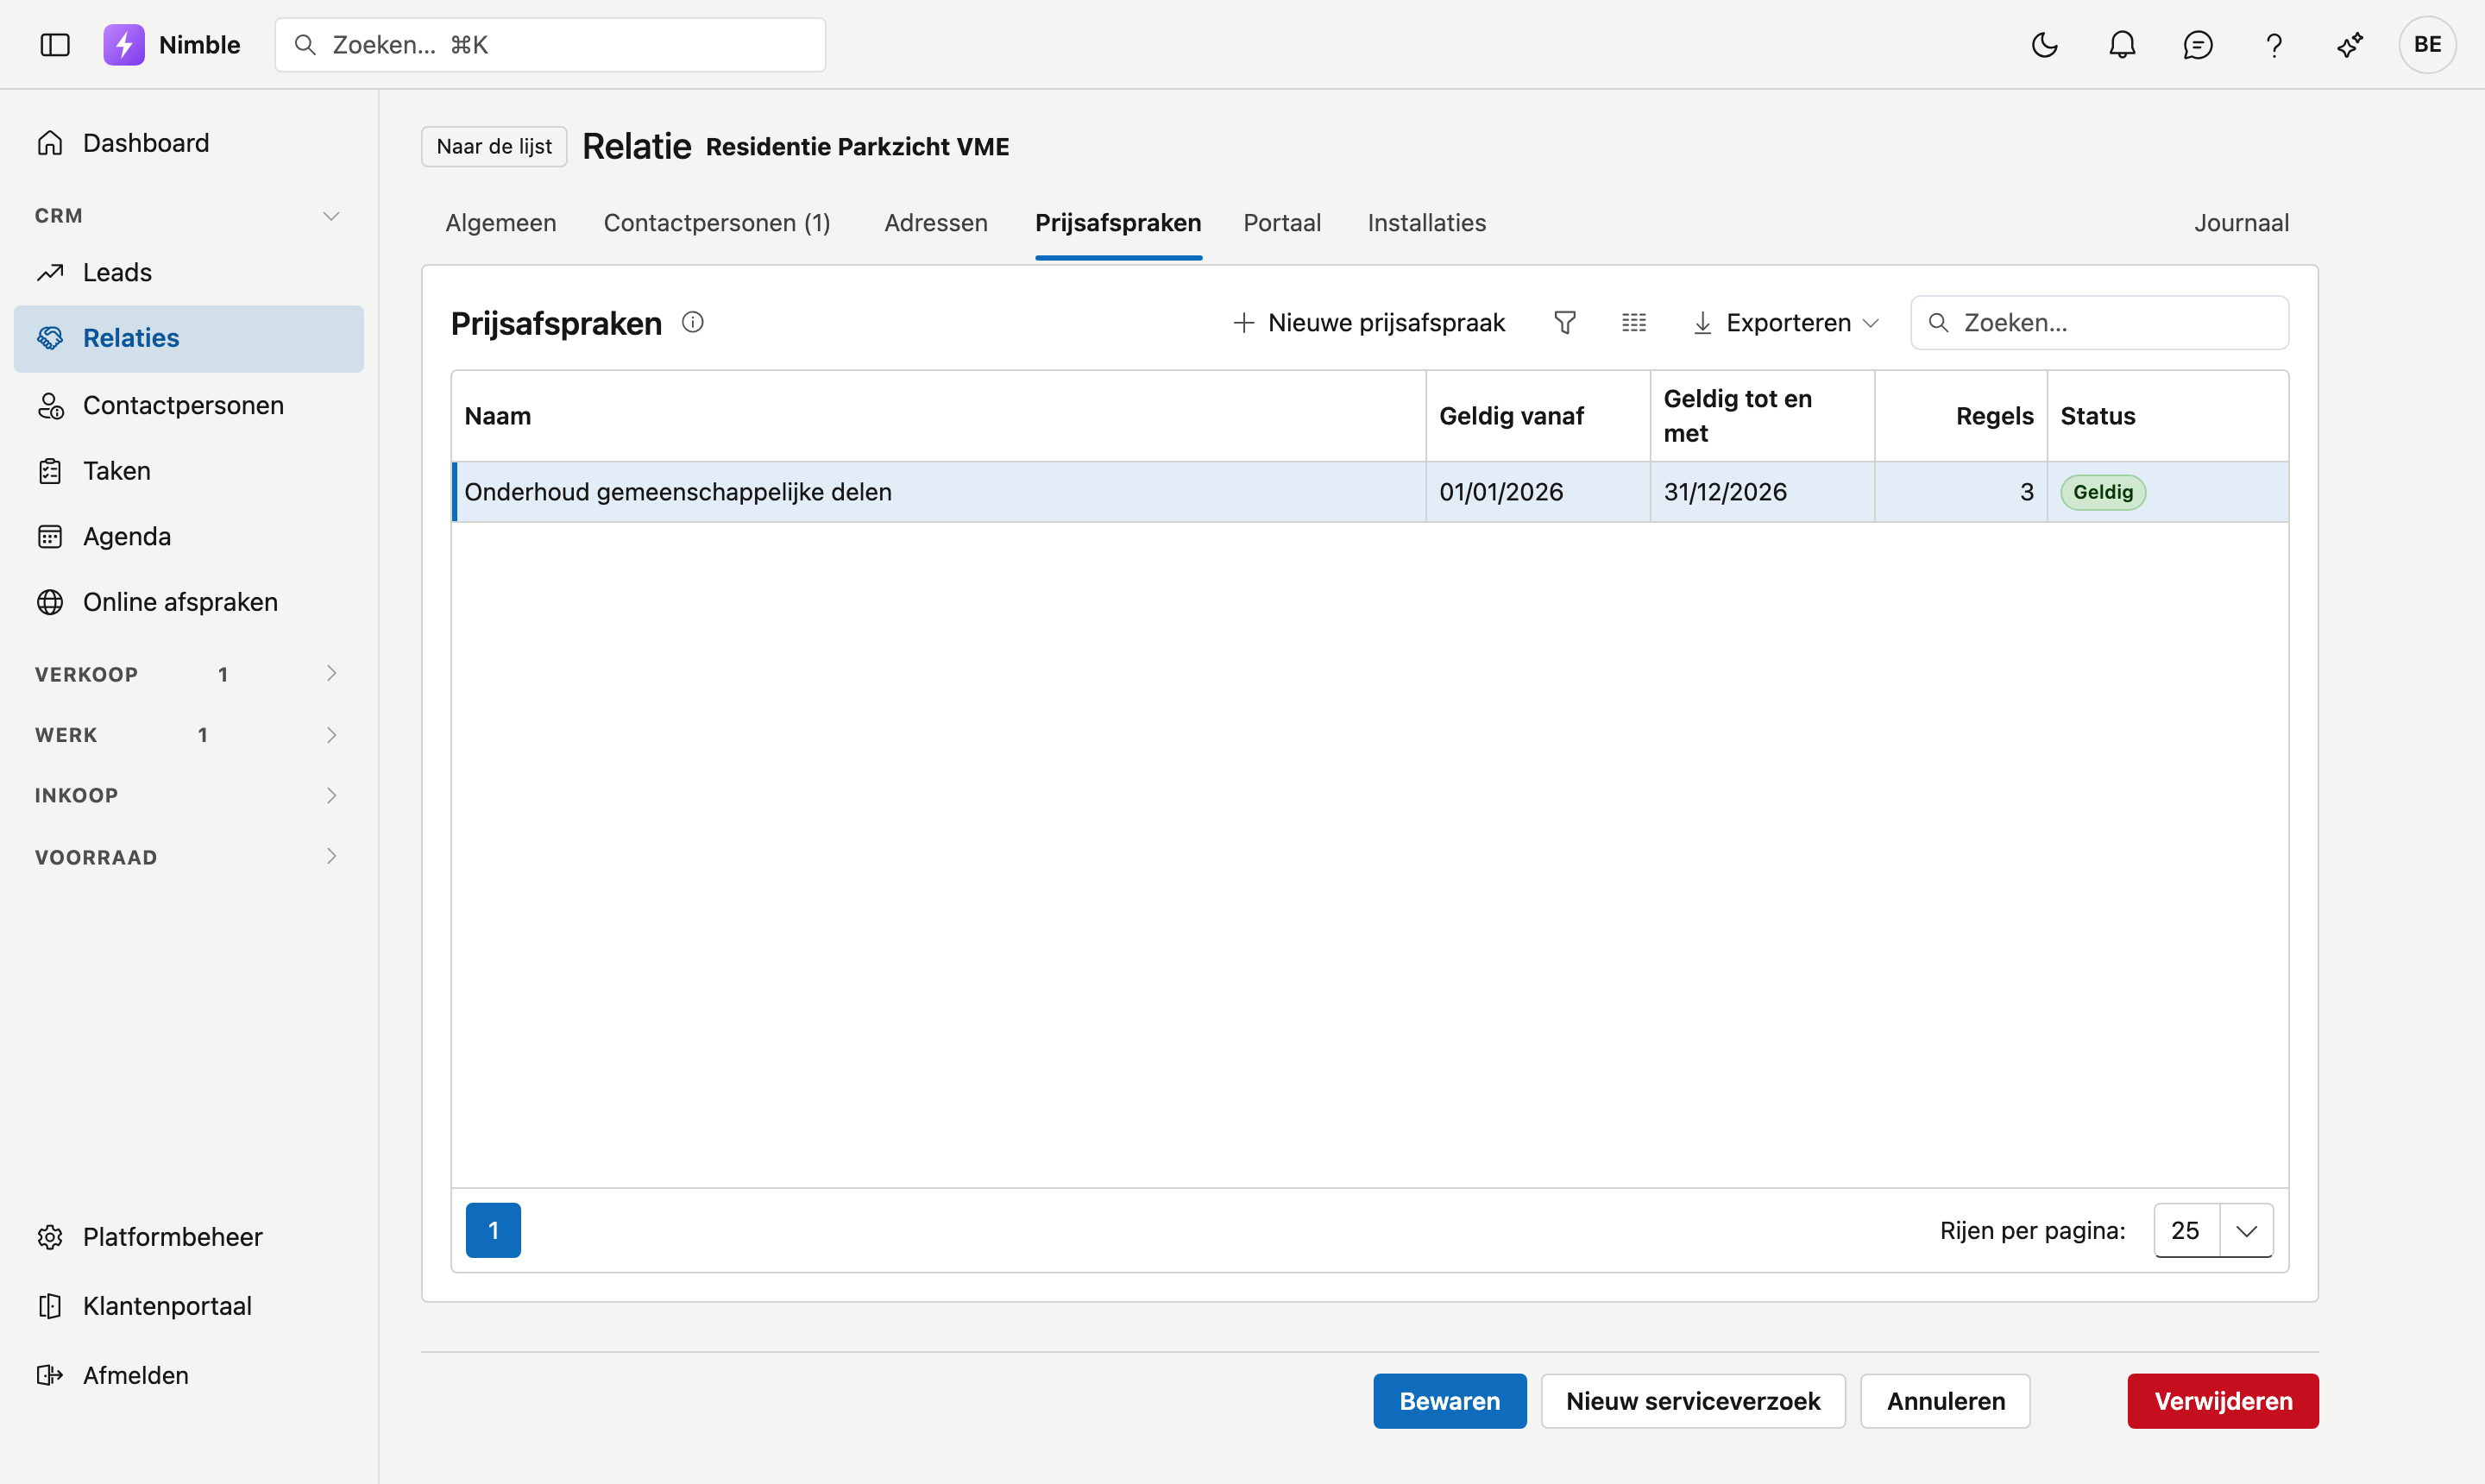 Nimble
Zoeken... ⌘K
BE
Dashboard
CRM
Leads
Relaties
Contactpersonen
Taken
Agenda
Online afspraken
VERKOOP 1
WERK 1
INKOOP
VOORRAAD
Platformbeheer
Klantenportaal
Afmelden
Naar de lijst Relatie Residentie Parkzicht VME
Algemeen Contactpersonen (1) Adressen Prijsafspraken Portaal Installaties Journaal
Prijsafspraken Nieuwe prijsafspraak Exporteren Zoeken...
Naam Geldig vanaf Geldig tot en met Regels Status
Onderhoud gemeenschappelijke delen 01/01/2026 31/12/2026 3 Geldig
1 Rijen per pagina: 25
Bewaren Nieuw serviceverzoek Annuleren Verwijderen